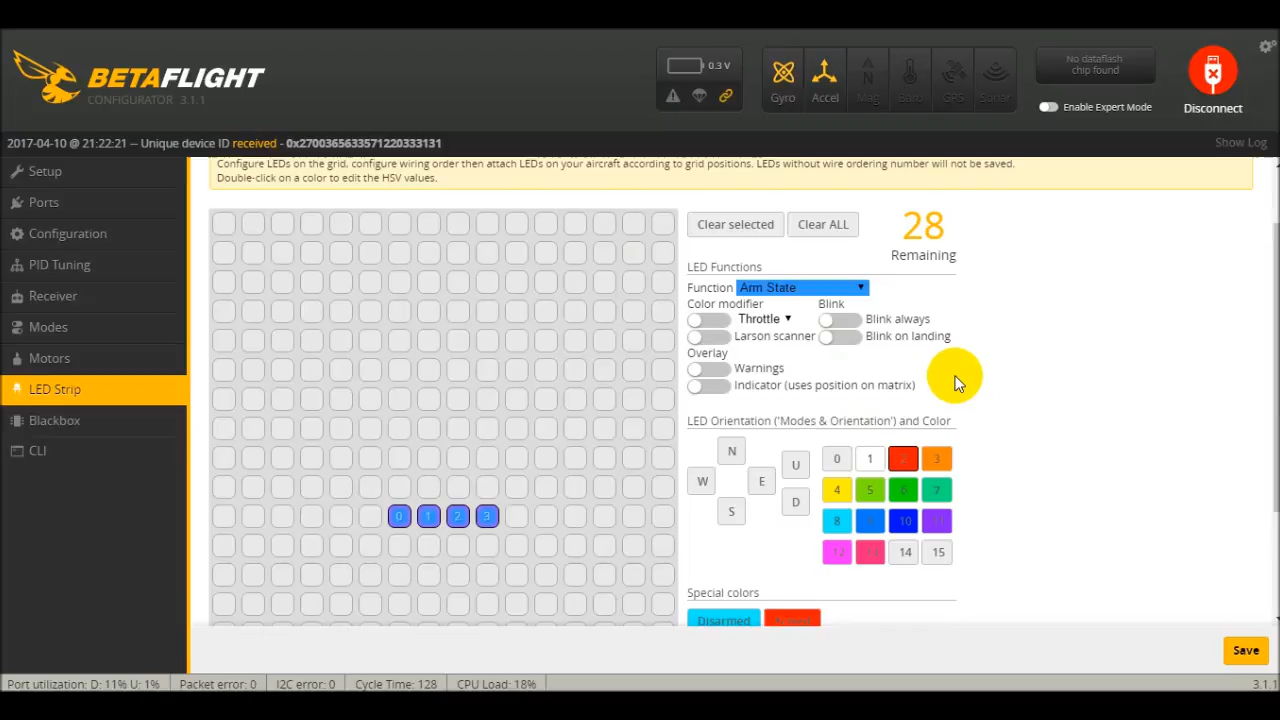 BETAFLIGHT
CONFIGURATOR 3.1.1
0.3 V
Gyro
Accel
Mag
Baro
GPS
Sonar
No dataflash
chip found
Enable Expert Mode
Disconnect
2017-04-10 @ 21:22:21 -- Unique device ID received - 0x2700365633571220333131
Show Log
Setup
Ports
Configuration
PID Tuning
Receiver
Modes
Motors
LED Strip
Blackbox
CLI
Configure LEDs on the grid, configure wiring order then attach LEDs on your aircraft according to grid positions. LEDs without wire ordering number will not be saved.
Double-click on a color to edit the HSV values.
0 1 2 3
Clear selected
Clear ALL
28
Remaining
LED Functions
Function Arm State
Color modifier
Blink
Throttle
Blink always
Larson scanner
Blink on landing
Overlay
Warnings
Indicator (uses position on matrix)
LED Orientation ('Modes & Orientation') and Color
N
W E
S
U
D
0 1 2 3
4 5 6 7
8 9 10 11
12 13 14 15
Special colors
Disarmed
Save
Port utilization: D: 11% U: 1%
Packet error: 0
I2C error: 0
Cycle Time: 128
CPU Load: 18%
3.1.1